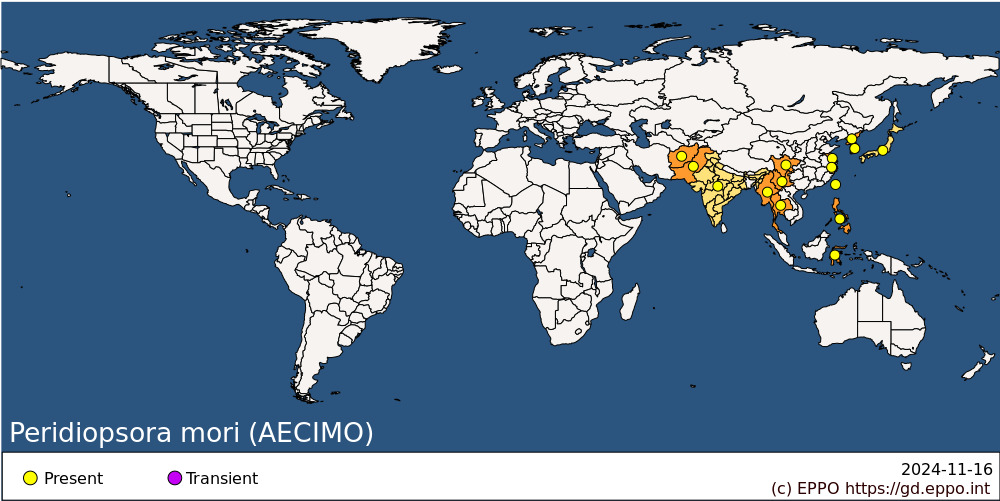 Peridiopsora mori (AECIMO)
Present
Transient
2024-11-16
(c) EPPO https://gd.eppo.int